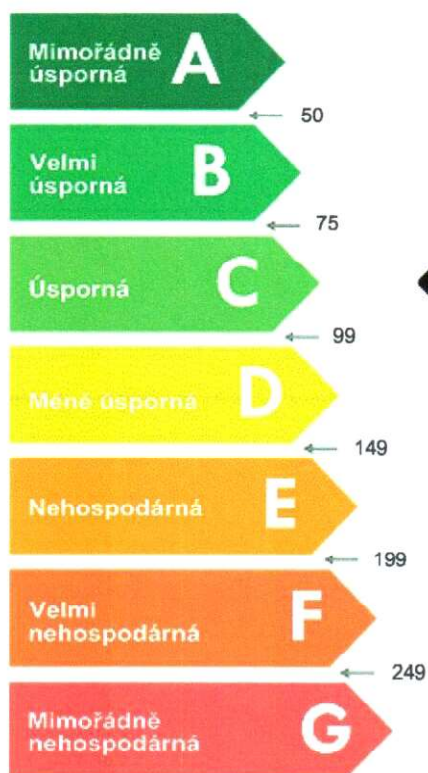 Mimořádně
úsporná
A
50
Velmi
úsporná
B
75
Úsporná
C
99
Méně úsporná
D
149
Nehospodárná
E
199
Velmi
nehospodárná
F
249
Mimořádně
nehospodárná
G